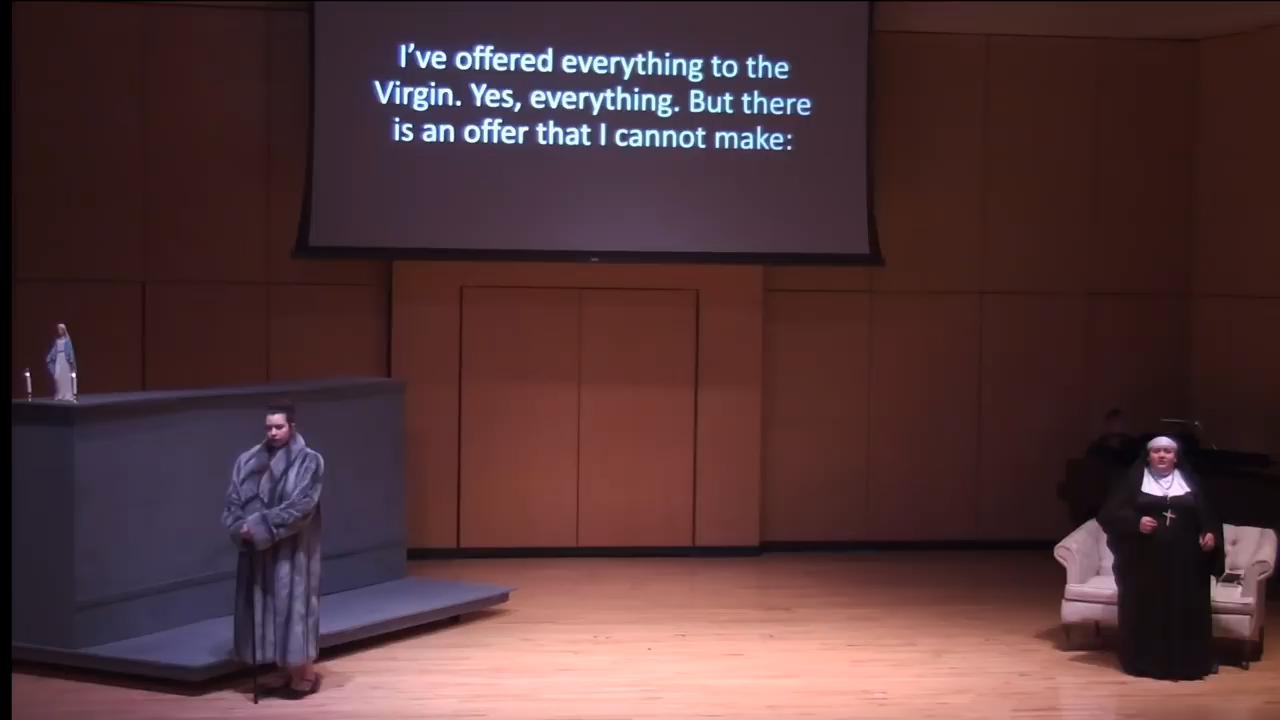 I've offered everything to the
Virgin. Yes, everything. But there
is an offer that I cannot make: